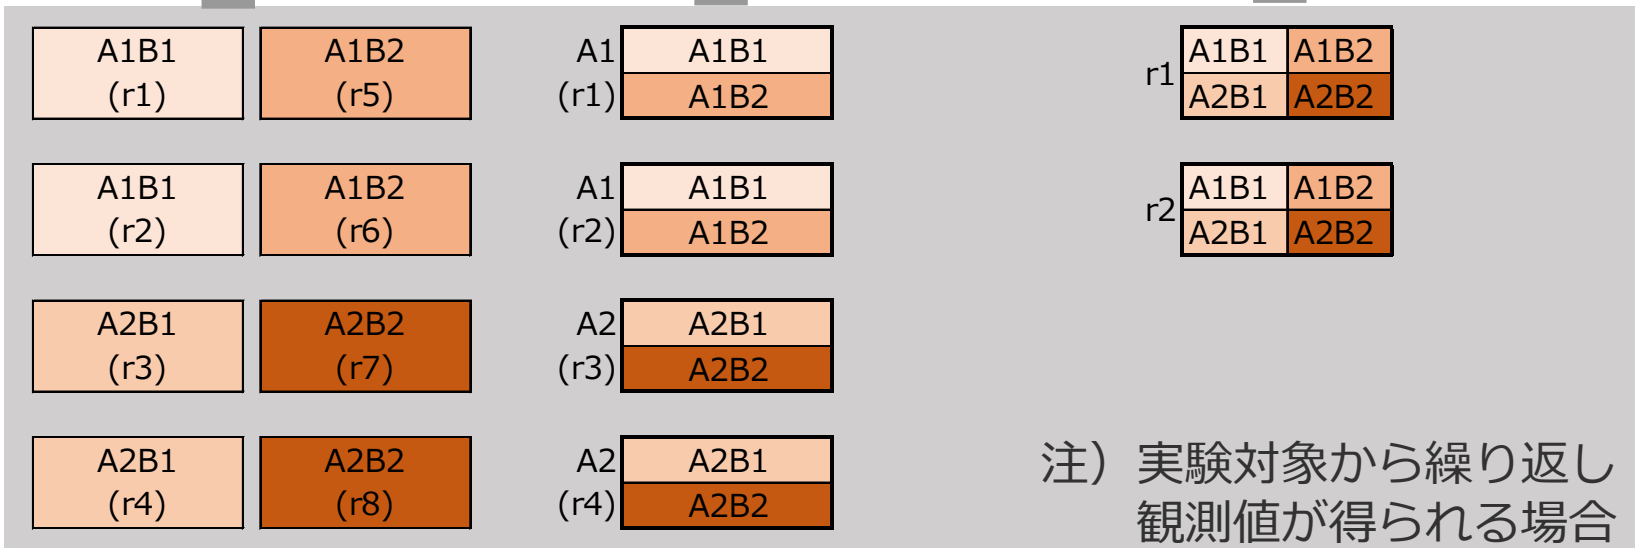 A1B1
(r1)
A1B2
(r5)
A1B1
(r2)
A1B2
(r6)
A2B1
(r3)
A2B2
(r7)
A2B1
(r4)
A2B2
(r8)
A1
(r1)
A1B1
A1B2
A1
(r2)
A1B1
A1B2
A2
(r3)
A2B1
A2B2
A2
(r4)
A2B1
A2B2
r1
A1B1 A1B2
A2B1 A2B2
r2
A1B1 A1B2
A2B1 A2B2
注）実験対象から繰り返し
観測値が得られる場合